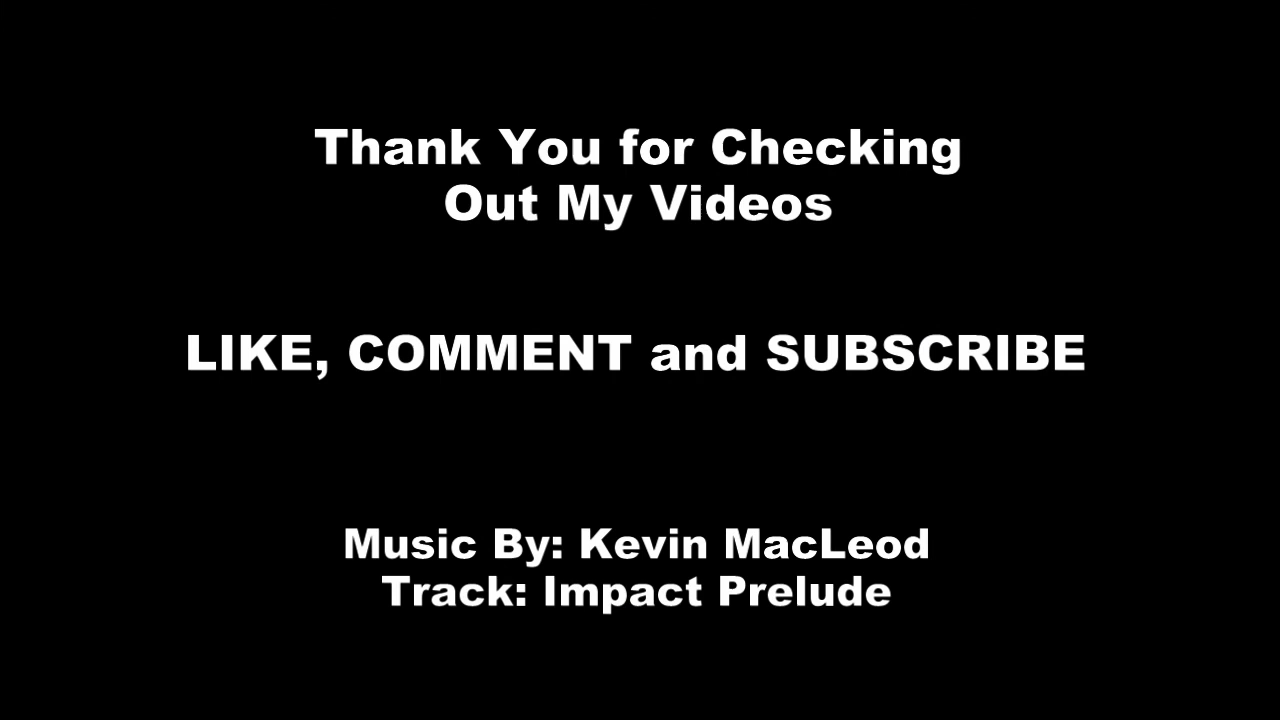 Thank You for Checking
Out My Videos
LIKE, COMMENT and SUBSCRIBE
Music By: Kevin MacLeod
Track: Impact Prelude